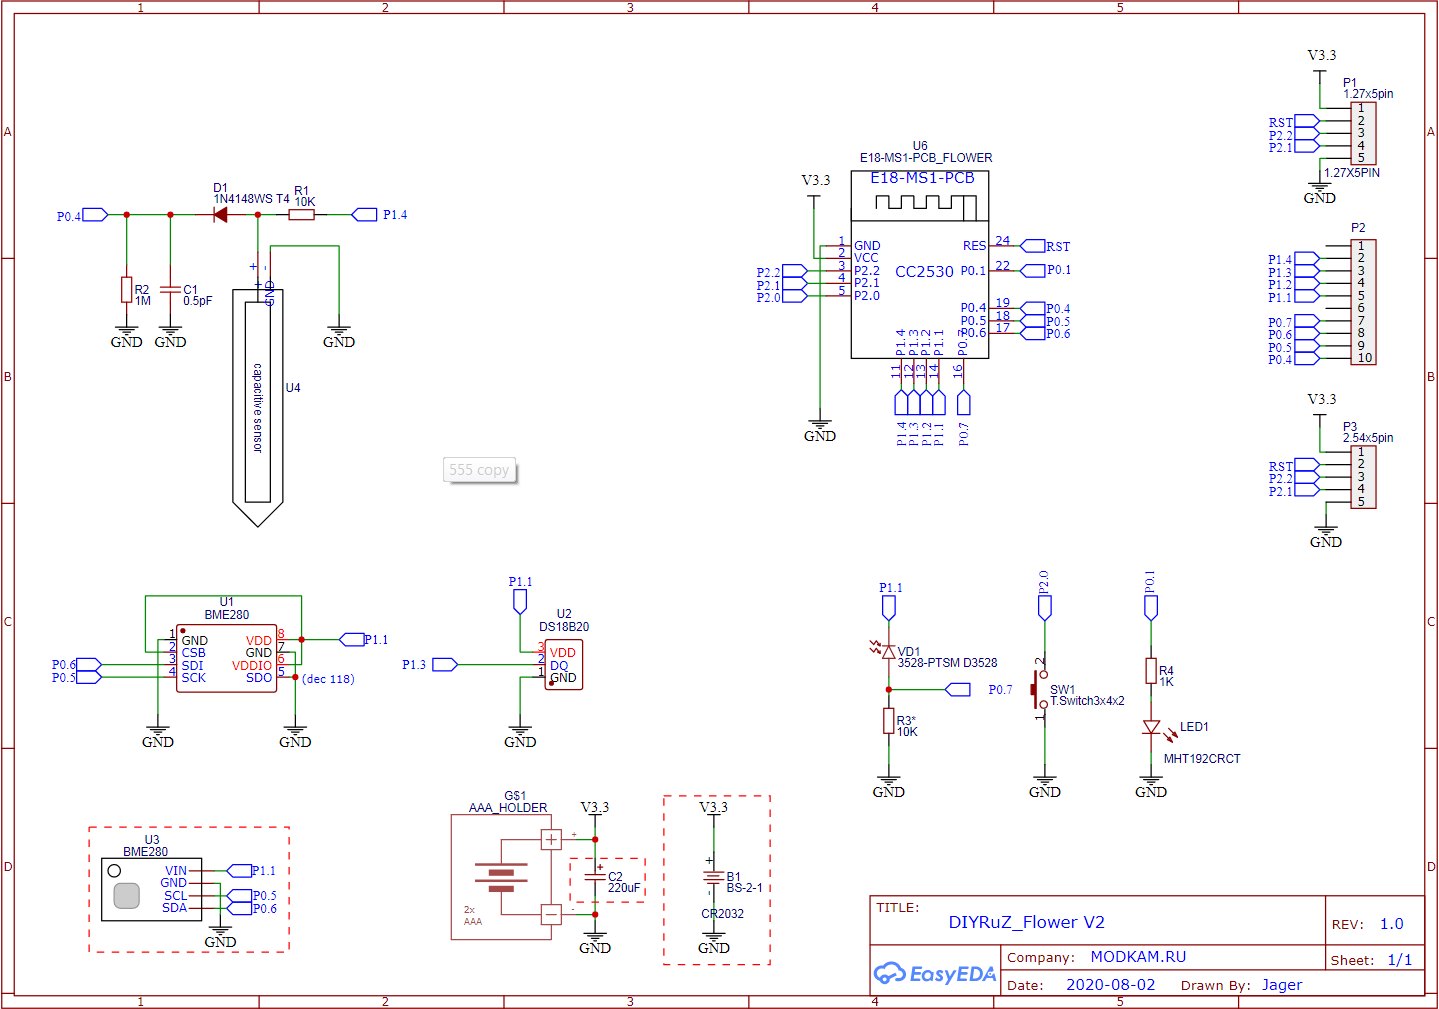 1 2 3 4 5
A
B
C
D
A
B
C
D
D1
1N4148WS T4
R1
10K
P0.4
P1.4
R2
1M
C1
0.5pF
GND
GND
GND
+ -
+
GND
capacitive sensor
U4
555 copy
U6
E18-MS1-PCB_FLOWER
E18-MS1-PCB
V3.3
1 GND
2 VCC
P2.2 3 P2.2
P2.1 4 P2.1
P2.0 5 P2.0
CC2530
RES 24 RST
P0.1 22 P0.1
P0.4 19 P0.4
P0.5 18 P0.5
P0.6 17 P0.6
P1.4 P1.3 P1.2 P1.1 P0.7
11 12 13 14 16
P1.4 P1.3 P1.2 P1.1 P0.7
GND
V3.3
P1
1.27x5pin
1
RST 2
P2.2 3
P2.1 4
5
1.27X5PIN
GND
P2
1
P1.4 2
P1.3 3
P1.2 4
P1.1 5
6
P0.7 7
P0.6 8
P0.5 9
P0.4 10
V3.3
P3
2.54x5pin
1
RST 2
P2.2 3
P2.1 4
5
GND
U1
BME280
1 GND VDD 8 P1.1
2 CSB GND 7
P0.6 3 SDI VDDIO 6
P0.5 4 SCK SDO 5 (dec 118)
GND
GND
P1.1
U2
DS18B20
3 VDD
P1.3 2 DQ
1 GND
GND
P1.1
VD1
3528-PTSM D3528
P0.7
R3*
10K
GND
P2.0
2
SW1
T.Switch3x4x2
1
GND
P0.1
R4
1K
LED1
MHT192CRCT
GND
U3
BME280
VIN P1.1
GND
SCL P0.5
SDA P0.6
GND
G$1
AAA_HOLDER
+
-
2x
AAA
V3.3
+
C2
220uF
GND
V3.3
+
B1
BS-2-1
-
CR2032
GND
TITLE:
DIYRuZ_Flower V2
REV: 1.0
EasyEDA
Company: MODKAM.RU
Sheet: 1/1
Date: 2020-08-02 Drawn By: Jager
1 2 3 4 5